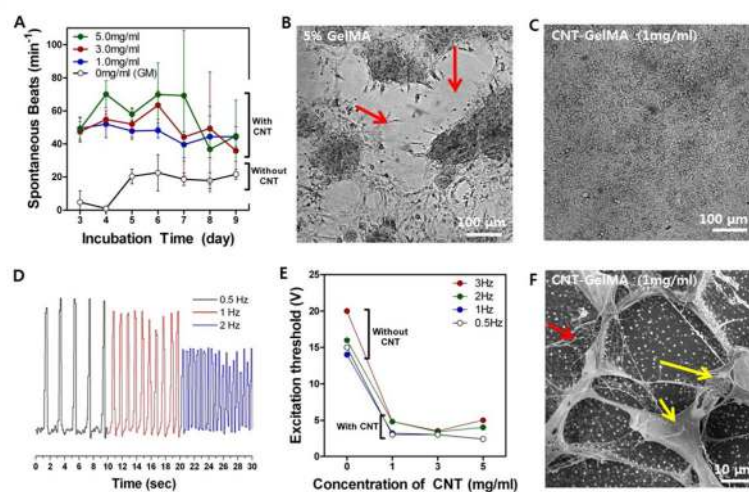 A
Spontaneous Beats (min-1)
80
60
40
20
0
5.0mg/ml
3.0mg/ml
1.0mg/ml
0mg/ml (GM)
With
CNT
Without
CNT
3 4 5 6 7 8 9
Incubation Time (day)
B
5% GelMA
100 μm
C
CNT-GelMA (1mg/ml)
100 μm
D
0.5 Hz
1 Hz
2 Hz
0 2 4 6 8 10 12 14 16 18 20 22 24 26 28 30
Time (sec)
E
Excitation threshold (V)
25
20
15
10
5
0
3Hz
2Hz
1Hz
0.5Hz
Without
CNT
With CNT
0 1 3 5
Concentration of CNT (mg/ml)
F
CNT-GelMA (1mg/ml)
10 μm